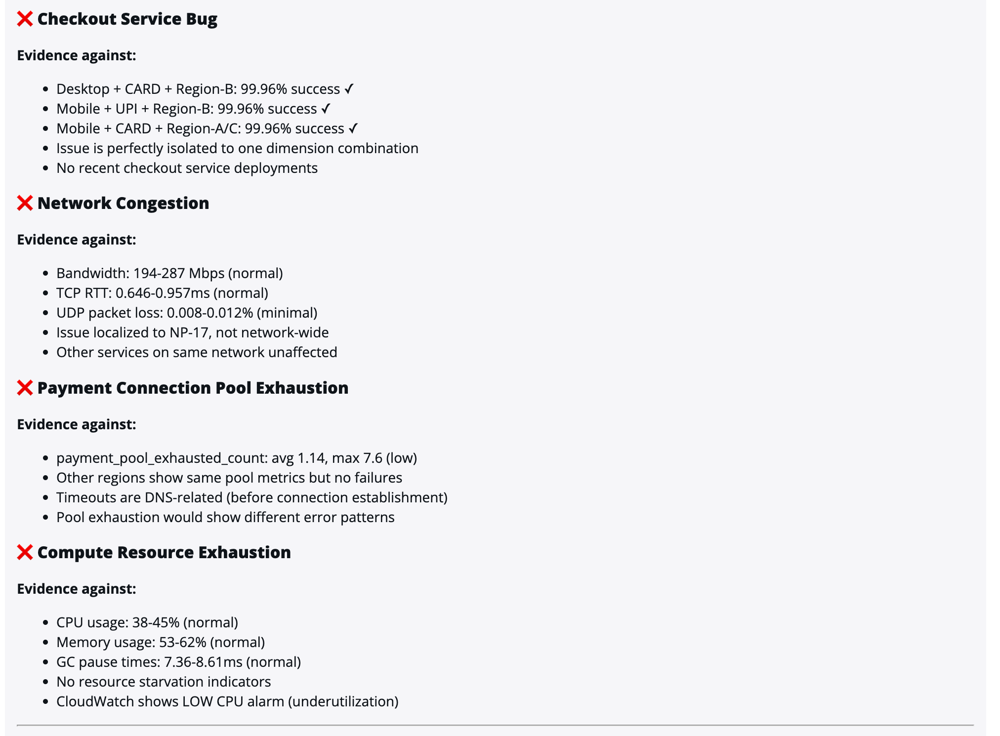 ❌ Checkout Service Bug
Evidence against:
• Desktop + CARD + Region-B: 99.96% success ✓
• Mobile + UPI + Region-B: 99.96% success ✓
• Mobile + CARD + Region-A/C: 99.96% success ✓
• Issue is perfectly isolated to one dimension combination
• No recent checkout service deployments
❌ Network Congestion
Evidence against:
• Bandwidth: 194-287 Mbps (normal)
• TCP RTT: 0.646-0.957ms (normal)
• UDP packet loss: 0.008-0.012% (minimal)
• Issue localized to NP-17, not network-wide
• Other services on same network unaffected
❌ Payment Connection Pool Exhaustion
Evidence against:
• payment_pool_exhausted_count: avg 1.14, max 7.6 (low)
• Other regions show same pool metrics but no failures
• Timeouts are DNS-related (before connection establishment)
• Pool exhaustion would show different error patterns
❌ Compute Resource Exhaustion
Evidence against:
• CPU usage: 38-45% (normal)
• Memory usage: 53-62% (normal)
• GC pause times: 7.36-8.61ms (normal)
• No resource starvation indicators
• CloudWatch shows LOW CPU alarm (underutilization)